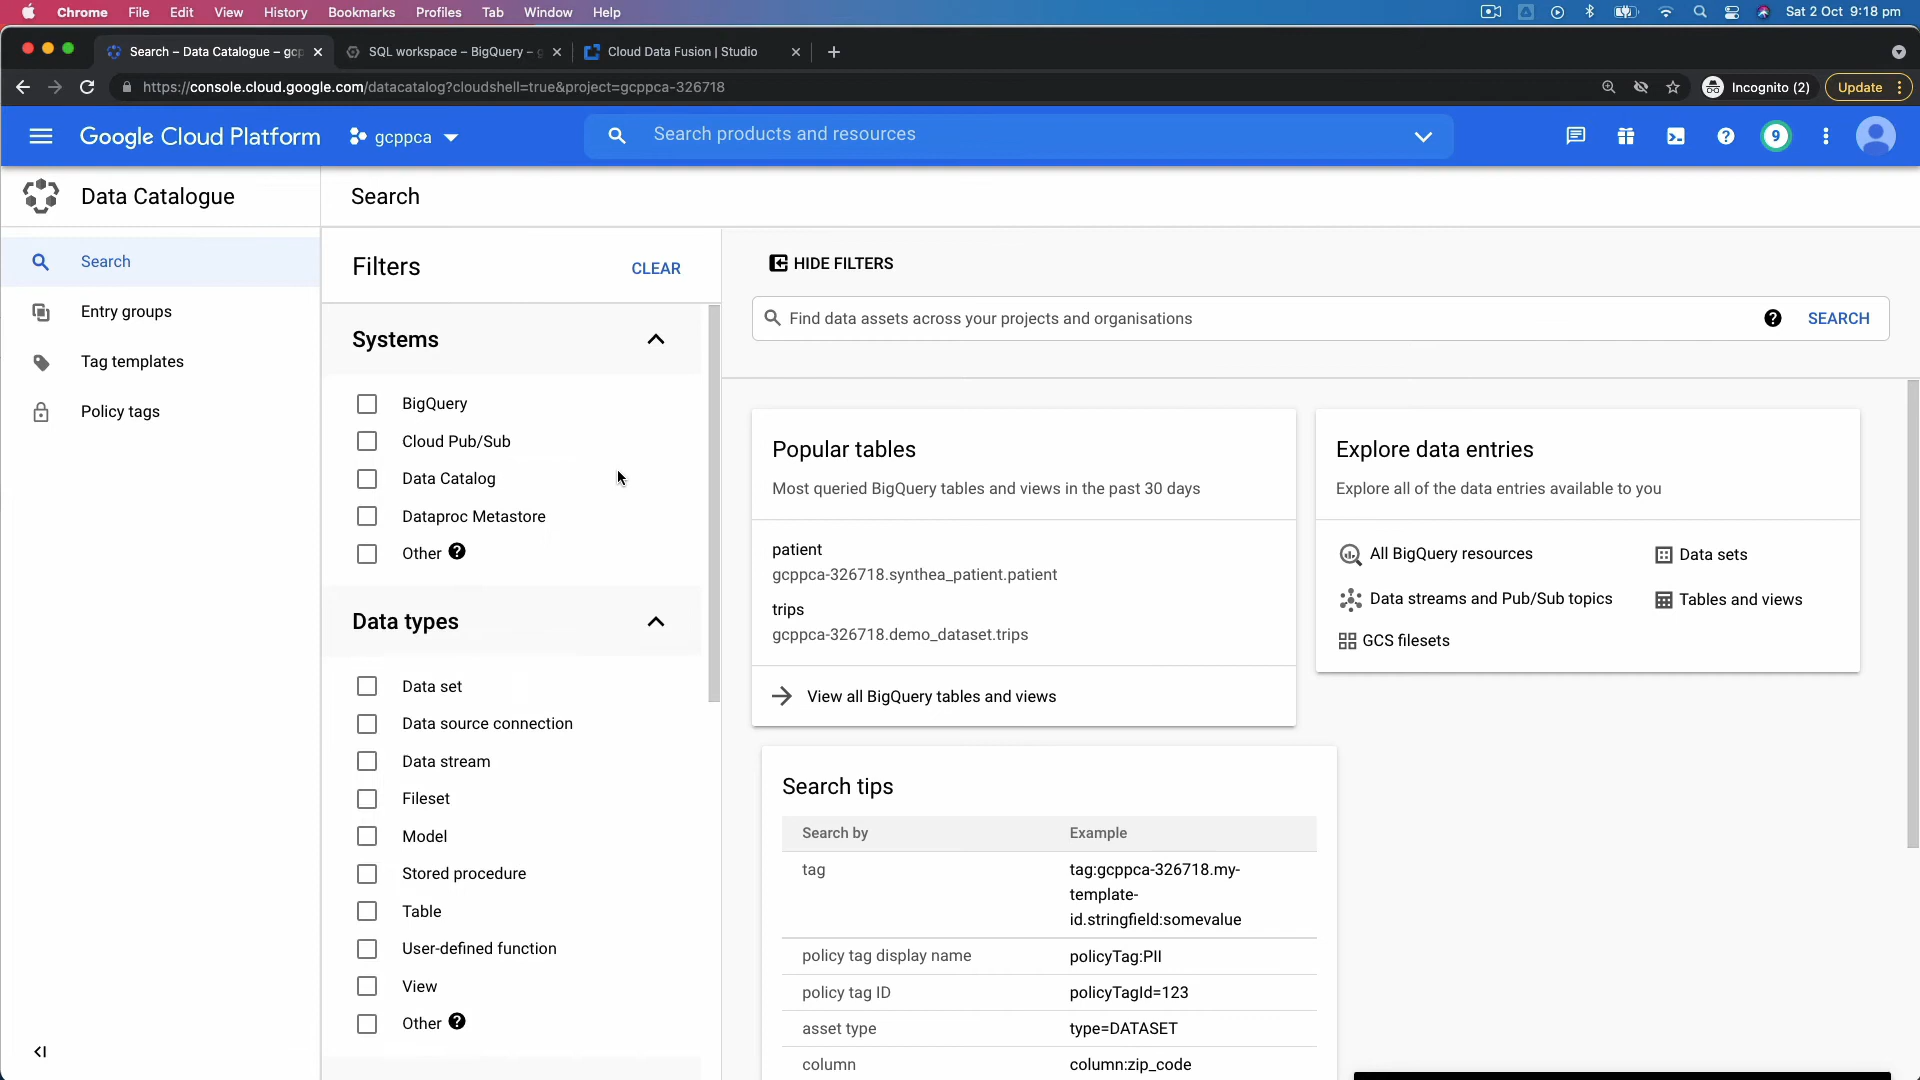 Chrome File Edit View History Bookmarks Profiles Tab Window Help Sat 2 Oct 9:18 pm
Search – Data Catalogue – gcp SQL workspace – BigQuery – g Cloud Data Fusion | Studio
https://console.cloud.google.com/datacatalog?cloudshell=true&project=gcppca-326718 Incognito (2) Update
Google Cloud Platform gcppca Search products and resources 9
Data Catalogue
Search
Entry groups
Tag templates
Policy tags
Search
Filters CLEAR
Systems
BigQuery
Cloud Pub/Sub
Data Catalog
Dataproc Metastore
Other
Data types
Data set
Data source connection
Data stream
Fileset
Model
Stored procedure
Table
User-defined function
View
Other
HIDE FILTERS
Find data assets across your projects and organisations SEARCH
Popular tables
Most queried BigQuery tables and views in the past 30 days
patient
gcppca-326718.synthea_patient.patient
trips
gcppca-326718.demo_dataset.trips
View all BigQuery tables and views
Explore data entries
Explore all of the data entries available to you
All BigQuery resources Data sets
Data streams and Pub/Sub topics Tables and views
GCS filesets
Search tips
Search by Example
tag tag:gcppca-326718.my-
template-
id.stringfield:somevalue
policy tag display name policyTag:PII
policy tag ID policyTagId=123
asset type type=DATASET
column column:zip_code